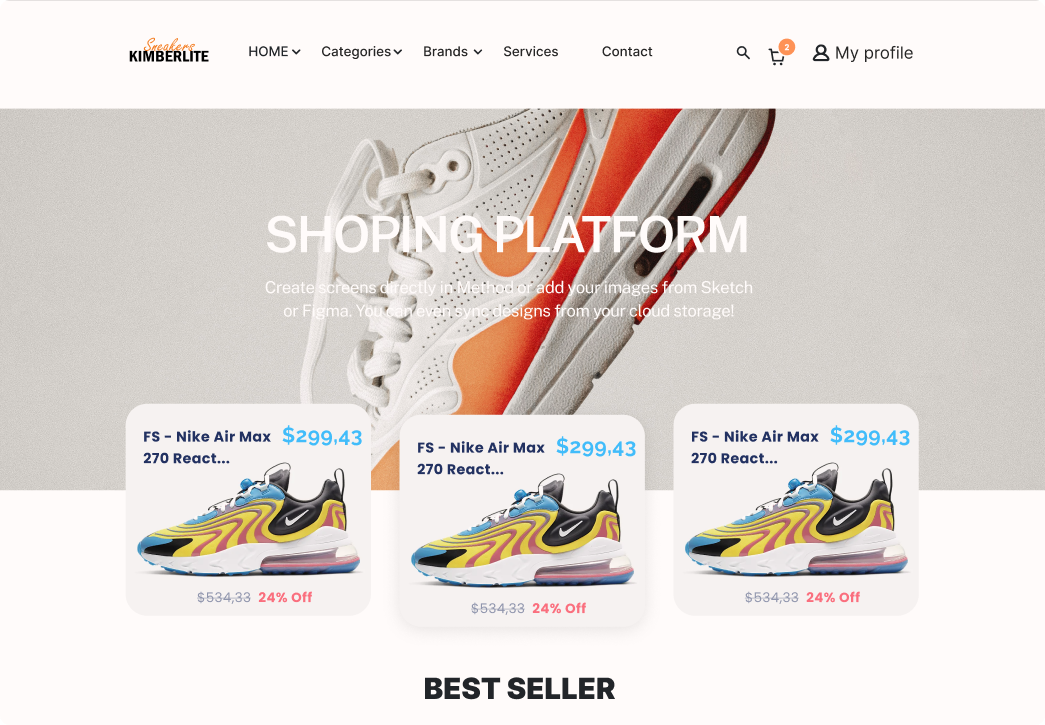 Sneakers
KIMBERLITE
HOME
Categories
Brands
Services
Contact
2
My profile
SHOPING PLATFORM
Create screens directly in Method or add your images from Sketch
or Figma. You can even sync designs from your cloud storage!
FS - Nike Air Max
270 React...
$299,43
$534,33 24% Off
FS - Nike Air Max
270 React...
$299,43
$534,33 24% Off
FS - Nike Air Max
270 React...
$299,43
$534,33 24% Off
BEST SELLER